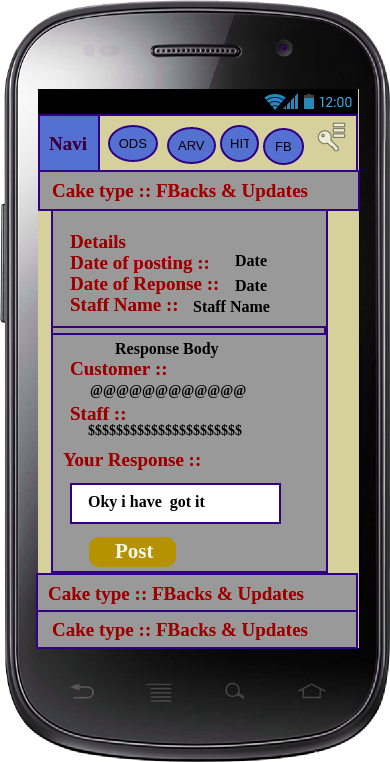 12:00
Navi ODS ARV HIT FB
Cake type :: FBacks & Updates
Details
Date of posting :: Date
Date of Reponse :: Date
Staff Name :: Staff Name
Response Body
Customer ::
@@@@@@@@@@@@
Staff ::
$$$$$$$$$$$$$$$$$$$$$$
Your Response ::
Oky i have got it
Post
Cake type :: FBacks & Updates
Cake type :: FBacks & Updates